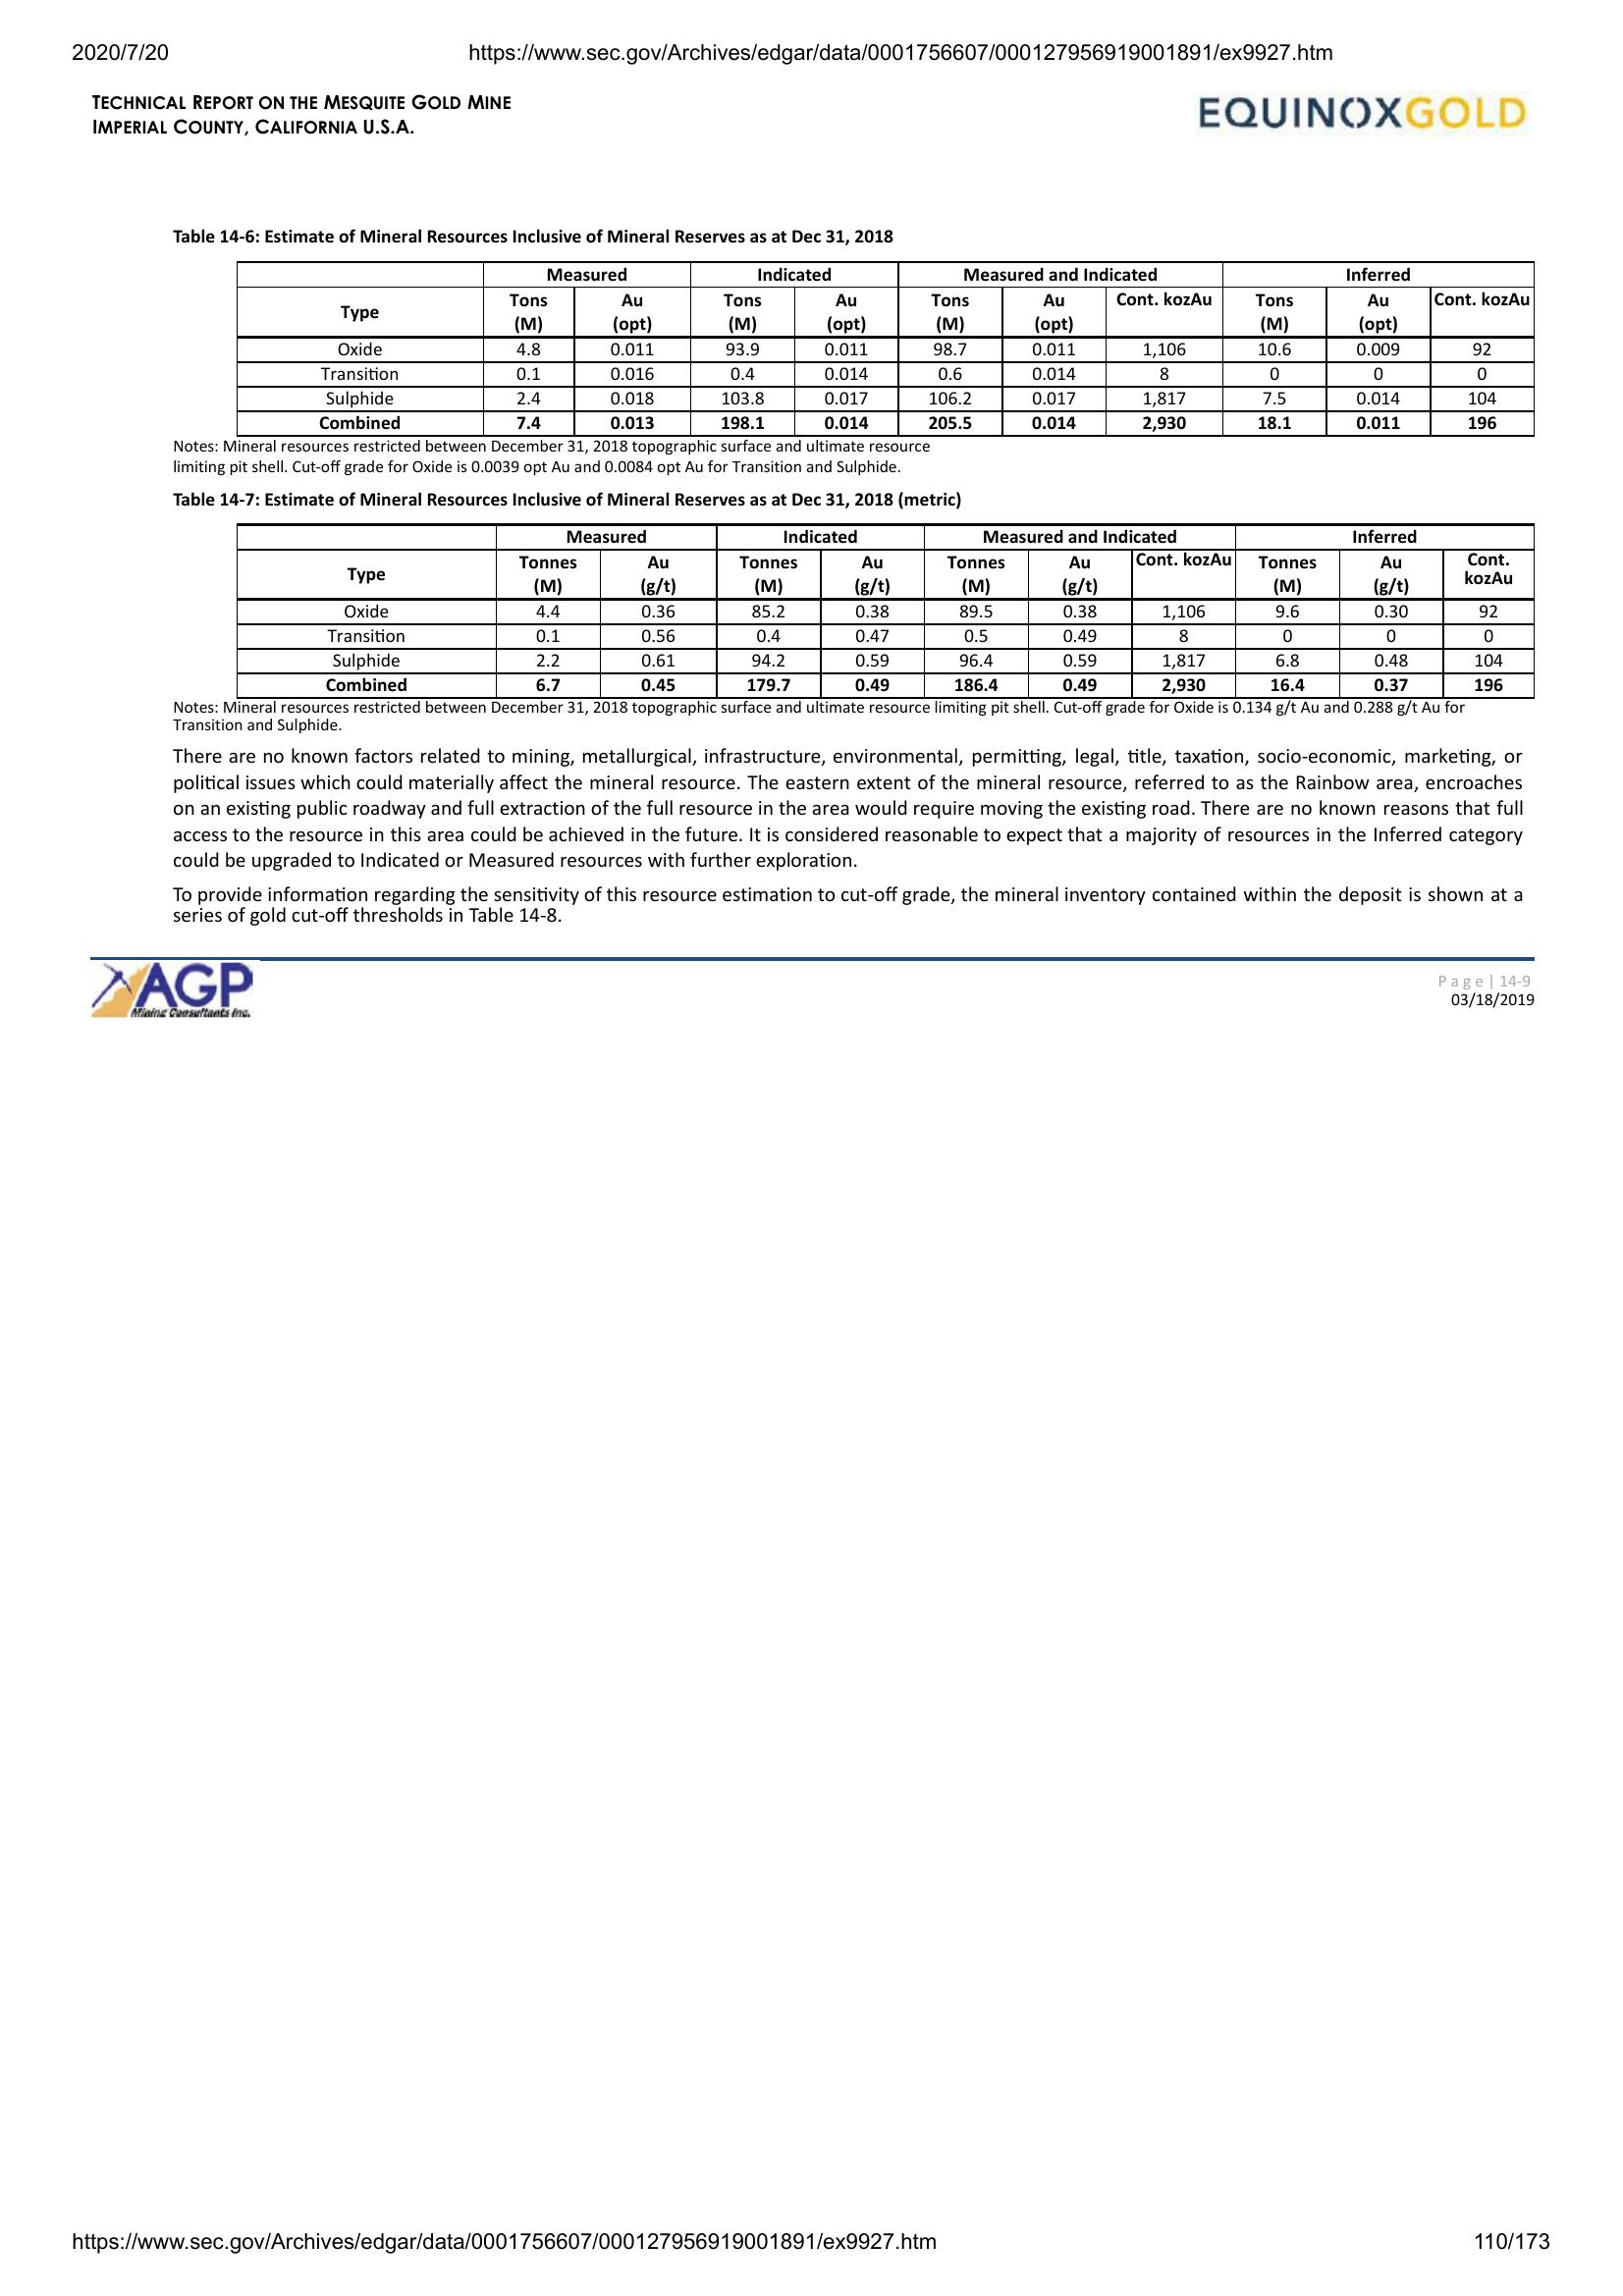 2020/7/20 https://www.sec.gov/Archives/edgar/data/0001756607/000127956919001891/ex9927.htm
TECHNICAL REPORT ON THE MESQUITE GOLD MINE
IMPERIAL COUNTY, CALIFORNIA U.S.A.
EQUINOXGOLD
Table 14-6: Estimate of Mineral Resources Inclusive of Mineral Reserves as at Dec 31, 2018
Measured Indicated Measured and Indicated Inferred
Type Tons (M) Au (opt) Tons (M) Au (opt) Tons (M) Au (opt) Cont. kozAu Tons (M) Au (opt) Cont. kozAu
Oxide 4.8 0.011 93.9 0.011 98.7 0.011 1,106 10.6 0.009 92
Transition 0.1 0.016 0.4 0.014 0.6 0.014 8 0 0 0
Sulphide 2.4 0.018 103.8 0.017 106.2 0.017 1,817 7.5 0.014 104
Combined 7.4 0.013 198.1 0.014 205.5 0.014 2,930 18.1 0.011 196
Notes: Mineral resources restricted between December 31, 2018 topographic surface and ultimate resource
limiting pit shell. Cut-off grade for Oxide is 0.0039 opt Au and 0.0084 opt Au for Transition and Sulphide.
Table 14-7: Estimate of Mineral Resources Inclusive of Mineral Reserves as at Dec 31, 2018 (metric)
Measured Indicated Measured and Indicated Inferred
Type Tonnes (M) Au (g/t) Tonnes (M) Au (g/t) Tonnes (M) Au (g/t) Cont. kozAu Tonnes (M) Au (g/t) Cont. kozAu
Oxide 4.4 0.36 85.2 0.38 89.5 0.38 1,106 9.6 0.30 92
Transition 0.1 0.56 0.4 0.47 0.5 0.49 8 0 0 0
Sulphide 2.2 0.61 94.2 0.59 96.4 0.59 1,817 6.8 0.48 104
Combined 6.7 0.45 179.7 0.49 186.4 0.49 2,930 16.4 0.37 196
Notes: Mineral resources restricted between December 31, 2018 topographic surface and ultimate resource limiting pit shell. Cut-off grade for Oxide is 0.134 g/t Au and 0.288 g/t Au for
Transition and Sulphide.
There are no known factors related to mining, metallurgical, infrastructure, environmental, permitting, legal, title, taxation, socio-economic, marketing, or
political issues which could materially affect the mineral resource. The eastern extent of the mineral resource, referred to as the Rainbow area, encroaches
on an existing public roadway and full extraction of the full resource in the area would require moving the existing road. There are no known reasons that full
access to the resource in this area could be achieved in the future. It is considered reasonable to expect that a majority of resources in the Inferred category
could be upgraded to Indicated or Measured resources with further exploration.
To provide information regarding the sensitivity of this resource estimation to cut-off grade, the mineral inventory contained within the deposit is shown at a
series of gold cut-off thresholds in Table 14-8.
AGP
Mining Consultants Inc.
Page | 14-9
03/18/2019
https://www.sec.gov/Archives/edgar/data/0001756607/000127956919001891/ex9927.htm 110/173